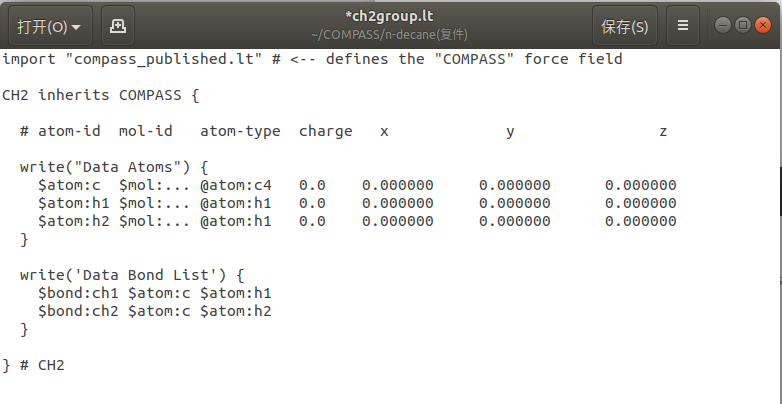 打开(O)
*ch2group.lt
~/COMPASS/n-decane(复件)
保存(S)
import "compass_published.lt" # <-- defines the "COMPASS" force field
CH2 inherits COMPASS {
# atom-id mol-id atom-type charge x y z
write("Data Atoms") {
$atom:c $mol:... @atom:c4 0.0 0.000000 0.000000 0.000000
$atom:h1 $mol:... @atom:h1 0.0 0.000000 0.000000 0.000000
$atom:h2 $mol:... @atom:h1 0.0 0.000000 0.000000 0.000000
}
write('Data Bond List') {
$bond:ch1 $atom:c $atom:h1
$bond:ch2 $atom:c $atom:h2
}
} # CH2